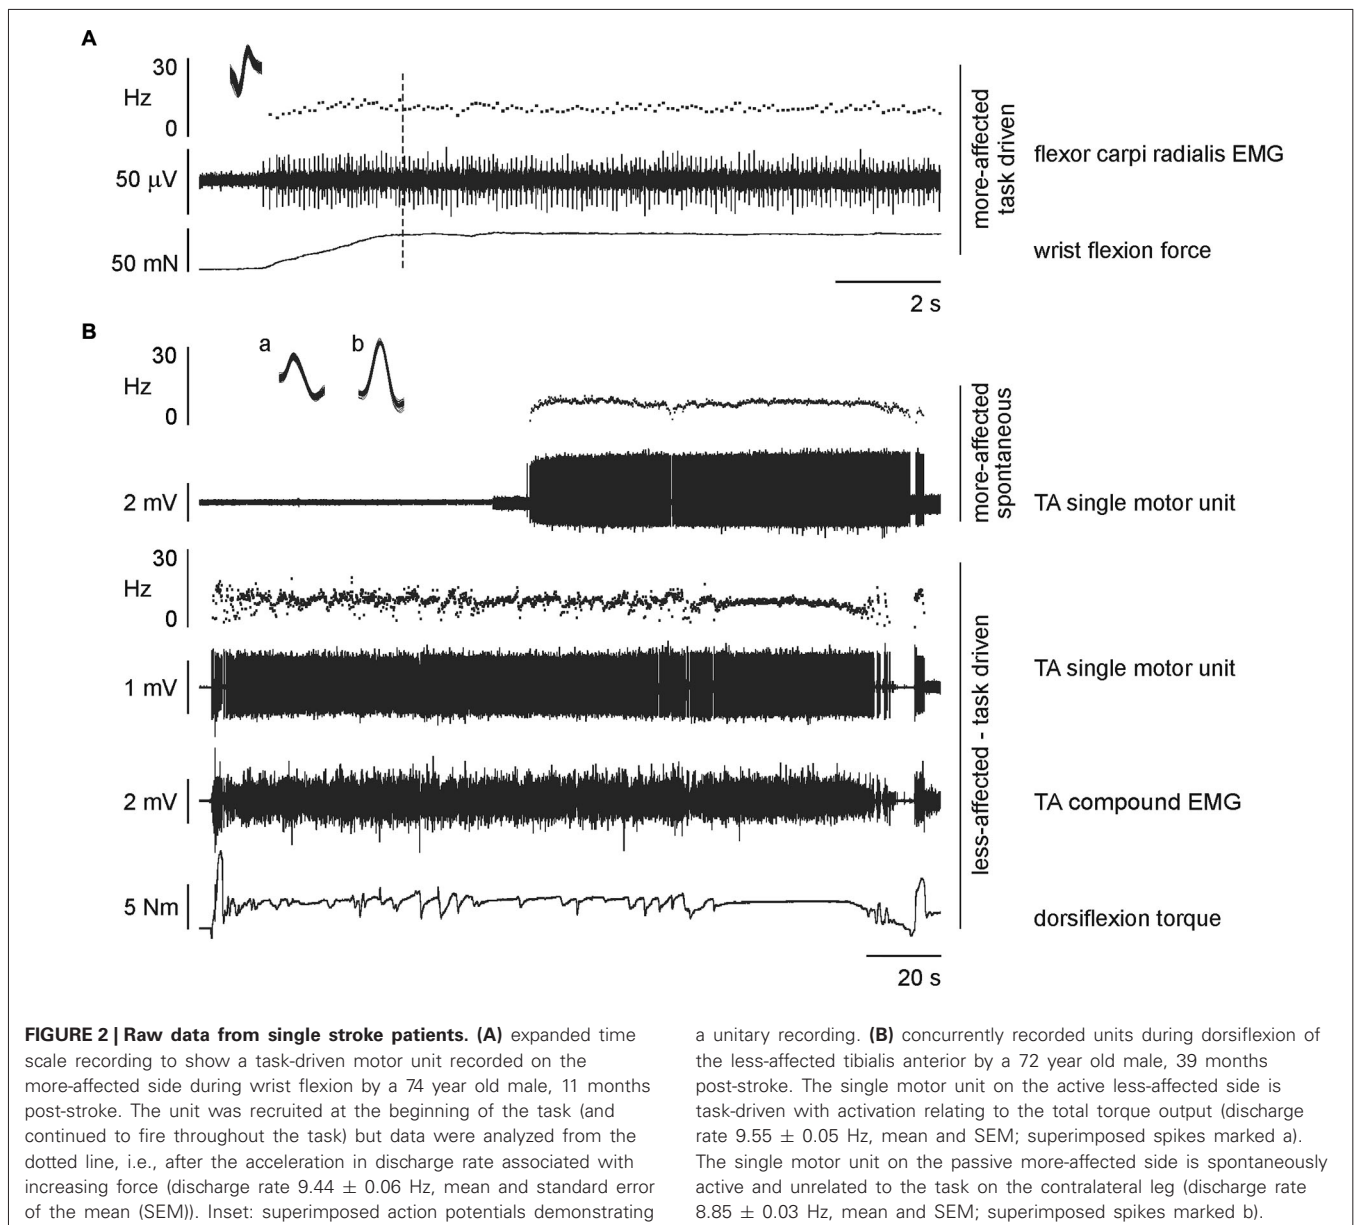 A
30
Hz
0
50 μV
50 mN
more-affected
task driven
flexor carpi radialis EMG
wrist flexion force
2 s
B
a
b
30
Hz
0
2 mV
more-affected
spontaneous
TA single motor unit
30
Hz
0
1 mV
2 mV
5 Nm
less-affected - task driven
TA single motor unit
TA compound EMG
dorsiflexion torque
20 s
FIGURE 2 | Raw data from single stroke patients. (A) expanded time
scale recording to show a task-driven motor unit recorded on the
more-affected side during wrist flexion by a 74 year old male, 11 months
post-stroke. The unit was recruited at the beginning of the task (and
continued to fire throughout the task) but data were analyzed from the
dotted line, i.e., after the acceleration in discharge rate associated with
increasing force (discharge rate 9.44 ± 0.06 Hz, mean and standard error
of the mean (SEM)). Inset: superimposed action potentials demonstrating
a unitary recording. (B) concurrently recorded units during dorsiflexion of
the less-affected tibialis anterior by a 72 year old male, 39 months
post-stroke. The single motor unit on the active less-affected side is
task-driven with activation relating to the total torque output (discharge
rate 9.55 ± 0.05 Hz, mean and SEM; superimposed spikes marked a).
The single motor unit on the passive more-affected side is spontaneously
active and unrelated to the task on the contralateral leg (discharge rate
8.85 ± 0.03 Hz, mean and SEM; superimposed spikes marked b).